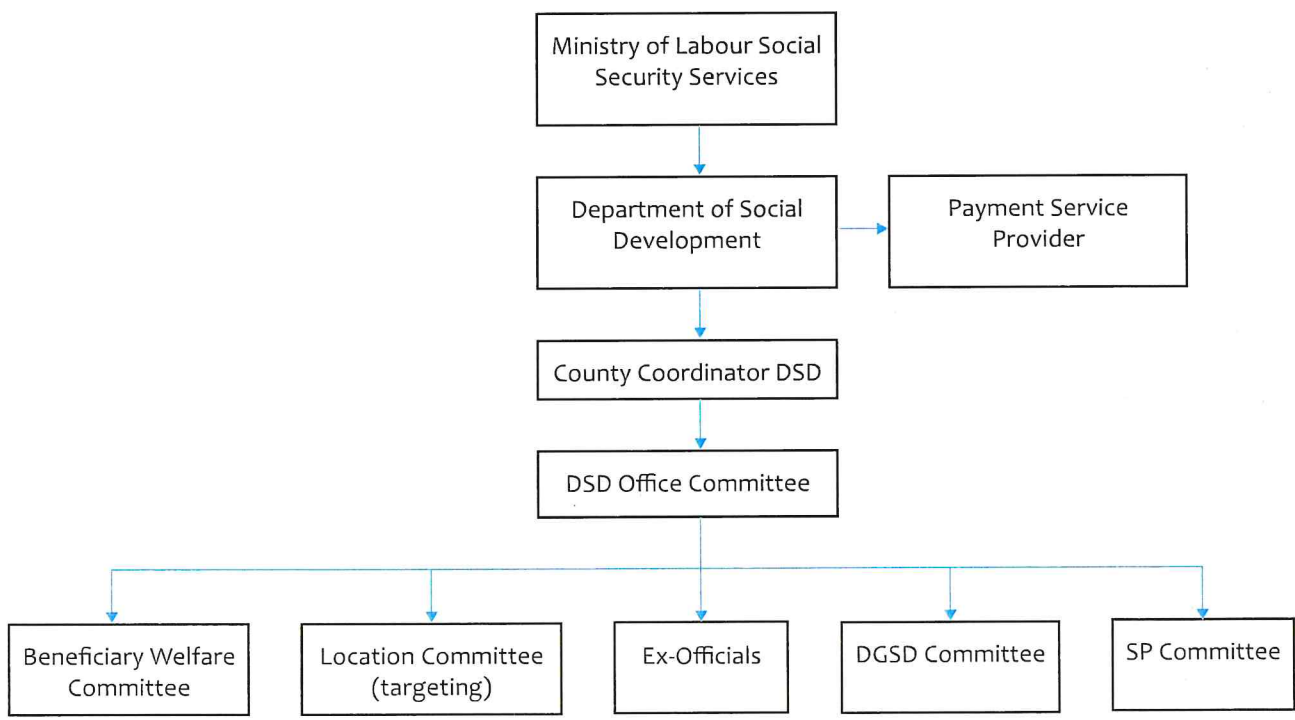 Ministry of Labour Social
Security Services
Department of Social
Development
Payment Service
Provider
County Coordinator DSD
DSD Office Committee
Beneficiary Welfare
Committee
Location Committee
(targeting)
Ex-Officials
DGSD Committee
SP Committee